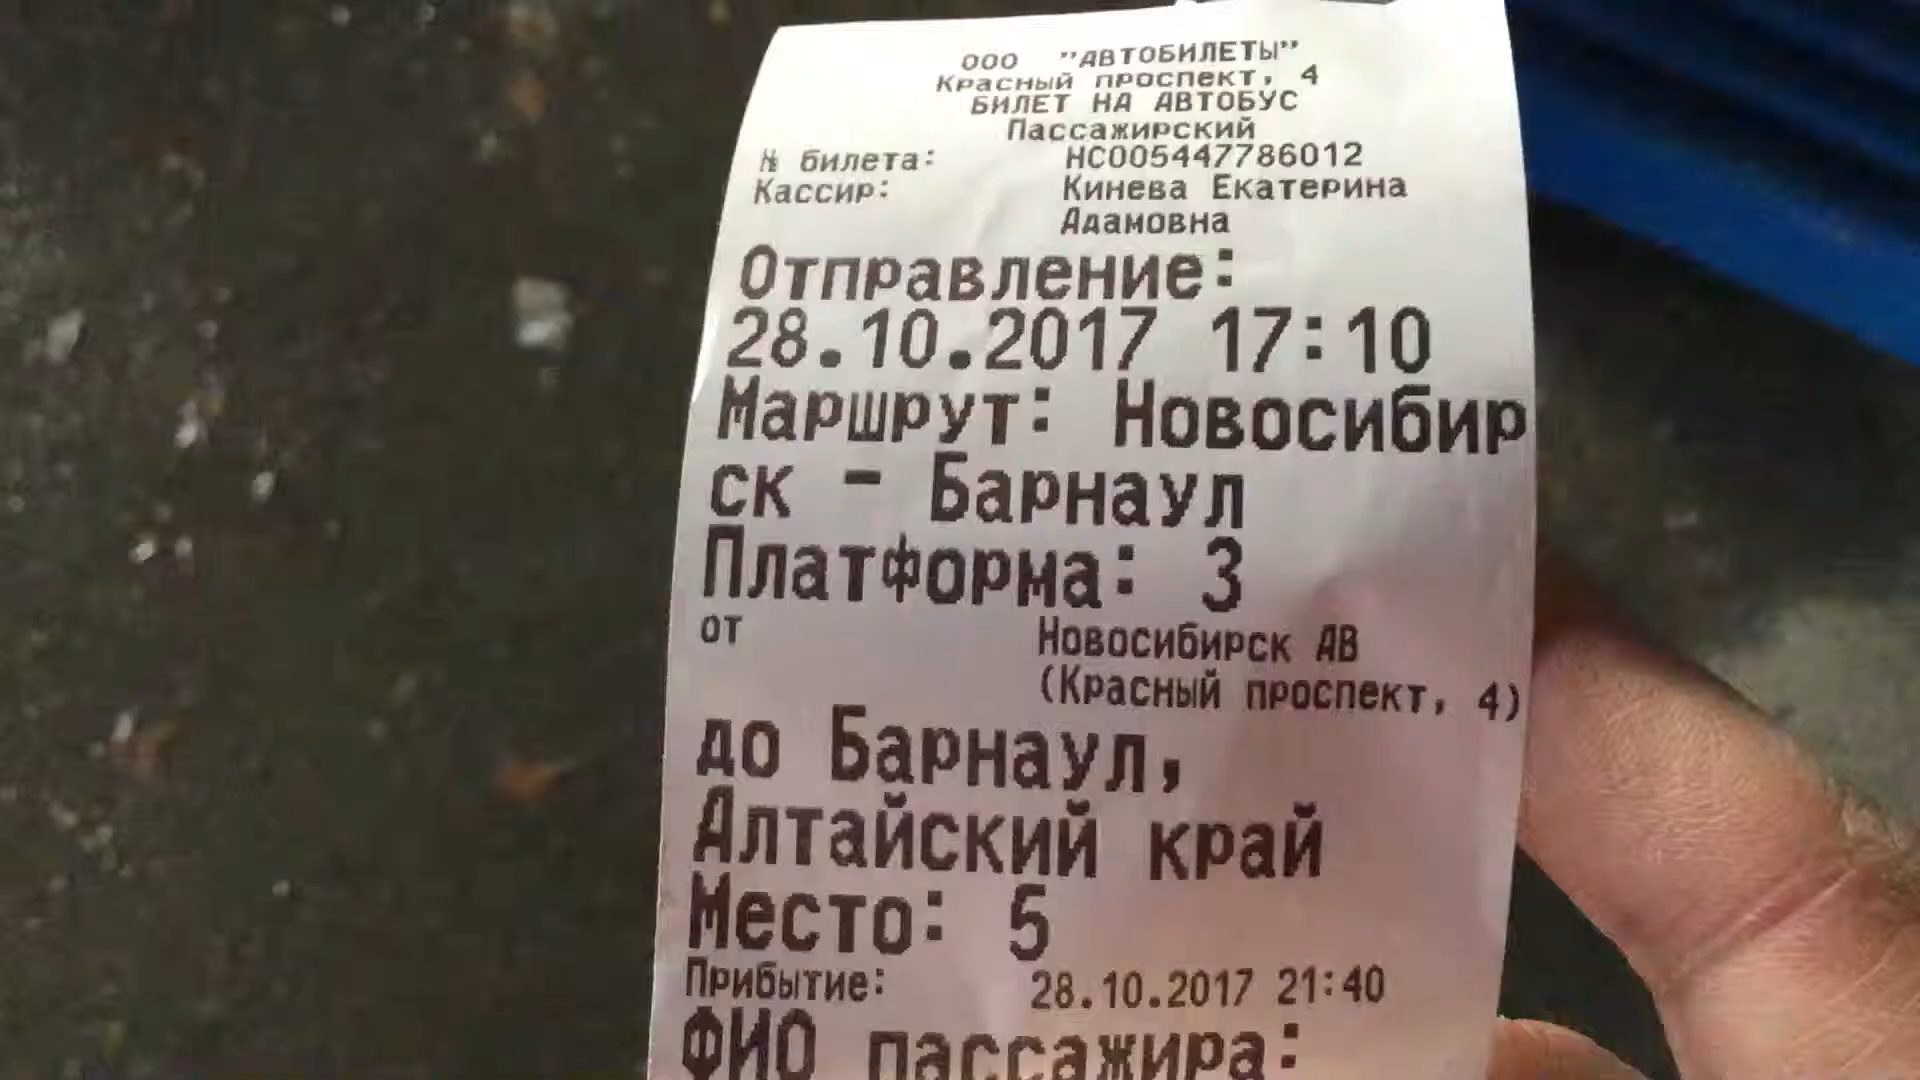 ООО "АВТОБИЛЕТЫ"
Красный проспект, 4
БИЛЕТ НА АВТОБУС
Пассажирский
№ билета: НС005447786012
Кассир: Кинева Екатерина
Адамовна
Отправление:
28.10.2017 17:10
Маршрут: Новосибир
ск - Барнаул
Платформа: 3
от Новосибирск АВ
(Красный проспект, 4)
до Барнаул,
Алтайский край
Место: 5
Прибытие: 28.10.2017 21:40
ФИО пассажира: